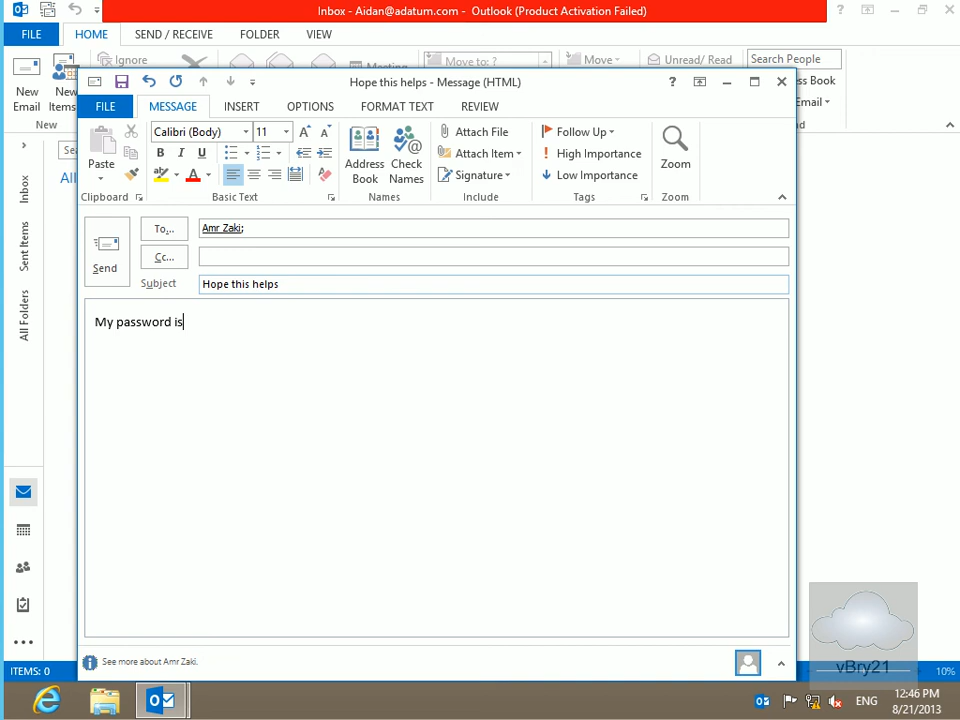 Inbox - Aidan@adatum.com - Outlook (Product Activation Failed)
FILE HOME SEND / RECEIVE FOLDER VIEW
Ignore
Meeting
Move to: ?
Move
Unread/ Read
Search People
New Email
New Items
New
Hope this helps - Message (HTML)
FILE MESSAGE INSERT OPTIONS FORMAT TEXT REVIEW
Paste
Clipboard
Calibri (Body) 11
B I U
Basic Text
Address Book
Check Names
Names
Attach File
Attach Item
Signature
Include
Follow Up
High Importance
Low Importance
Tags
Zoom
Zoom
ss Book
Email
Send
To... Amr Zaki;
Cc...
Subject Hope this helps
My password is
Inbox
Sent Items
All Folders
All
See more about Amr Zaki.
ITEMS: 0
10%
vBry21
ENG
12:46 PM
8/21/2013